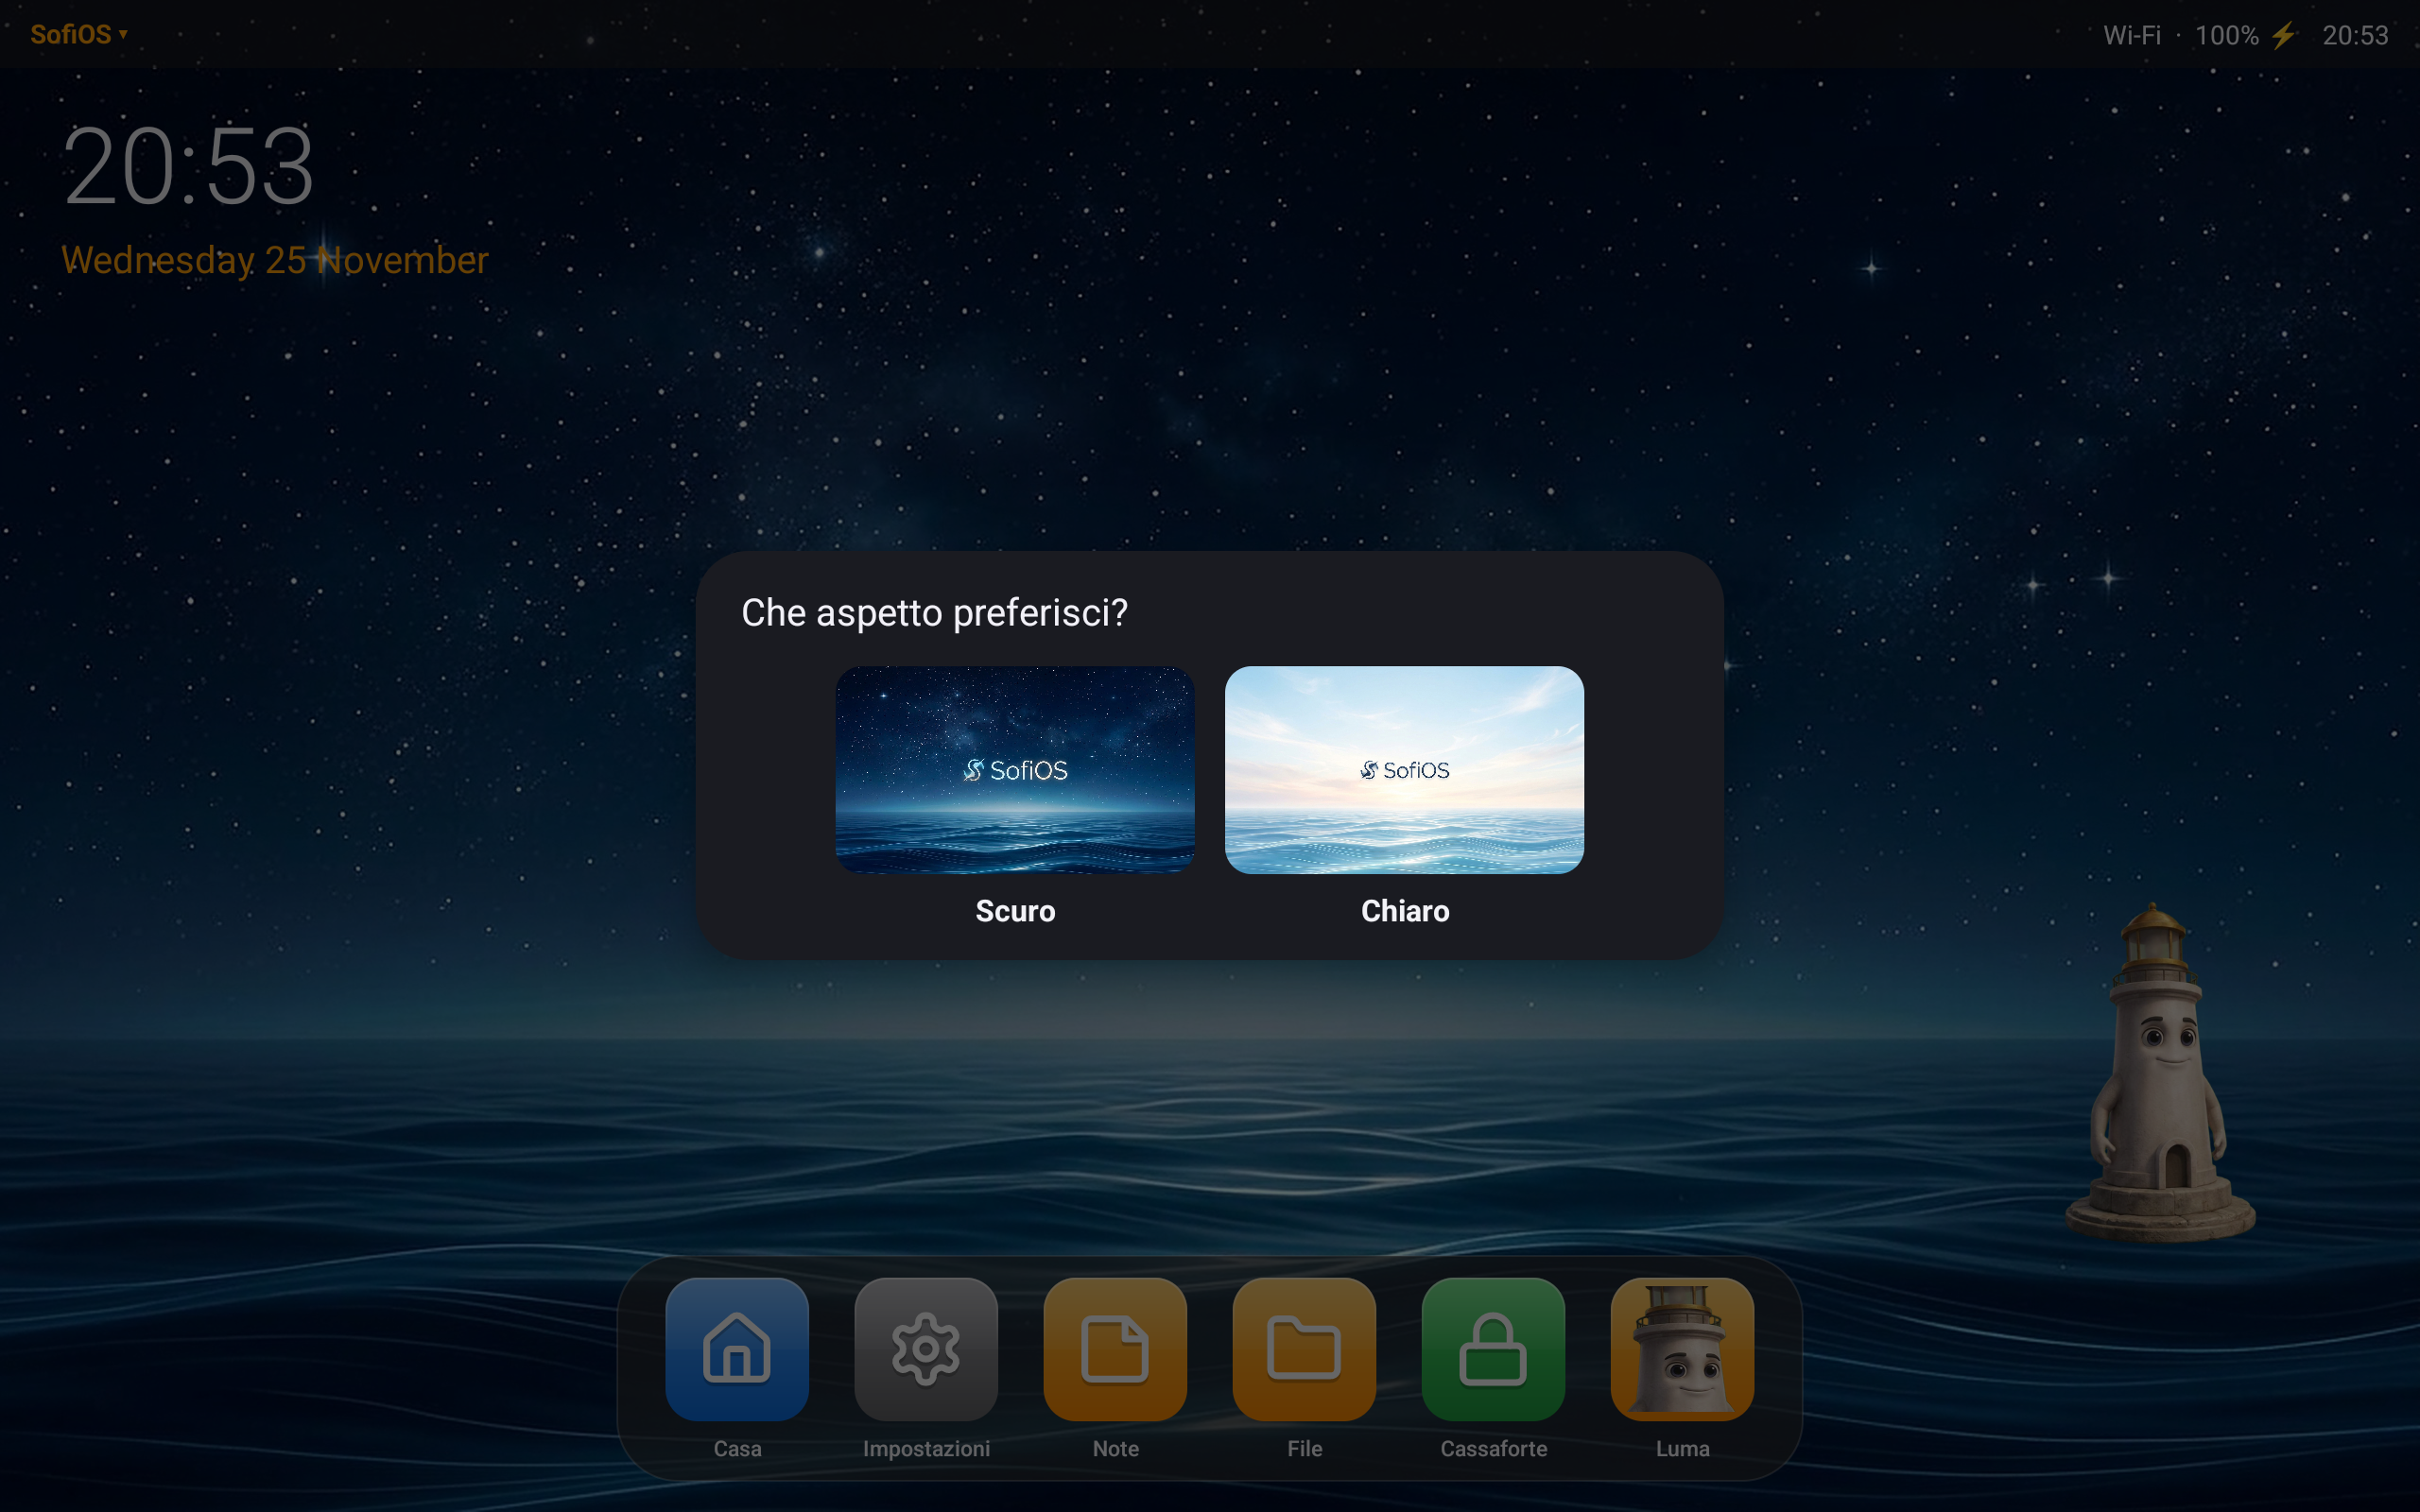 SofiOS ▾
Wi-Fi · 100% ⚡ 20:53
20:53
Wednesday 25 November
Che aspetto preferisci?
SofiOS
SofiOS
Scuro
Chiaro
Casa
Impostazioni
Note
File
Cassaforte
Luma